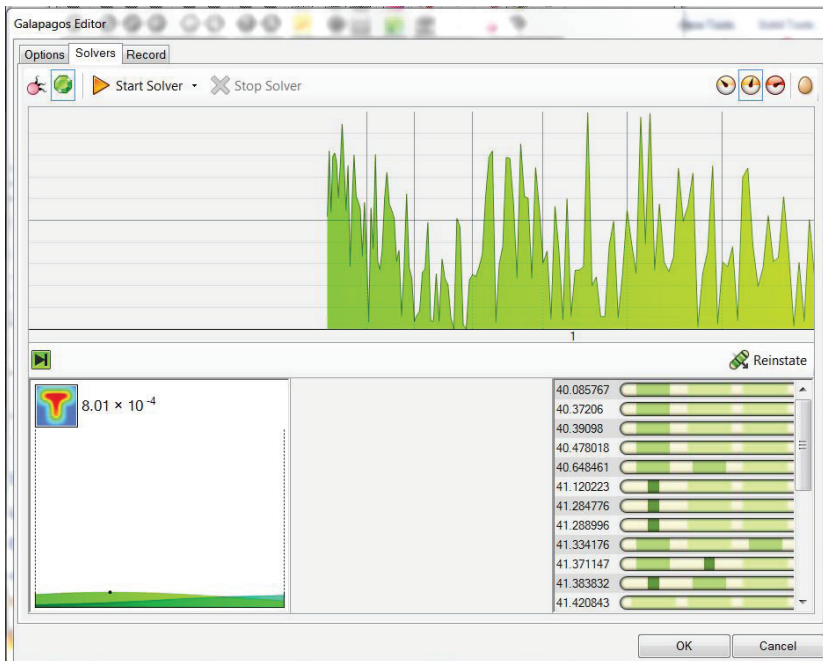 Galapagos Editor
Options Solvers Record
Start Solver Stop Solver
1
Reinstate
8.01 × 10⁻⁴
40.085767
40.37206
40.39098
40.478018
40.648461
41.120223
41.284776
41.288996
41.334176
41.371147
41.383832
41.420843
OK Cancel